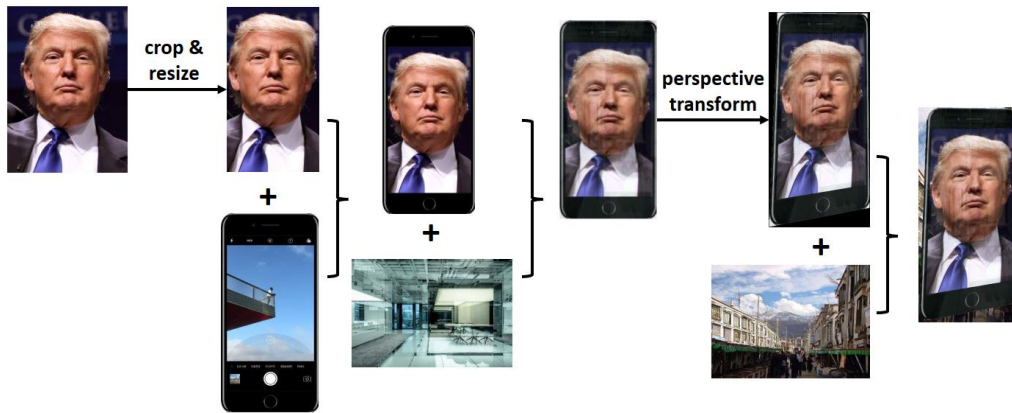 crop &
resize
+
+
perspective
transform
+